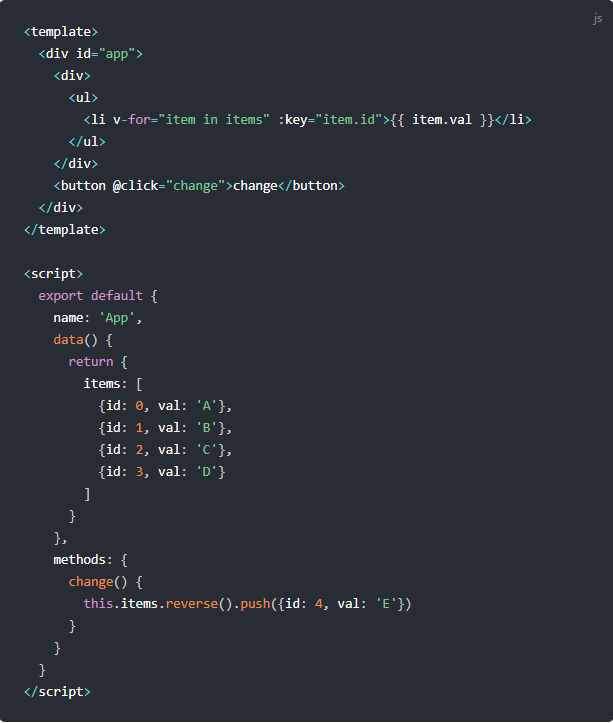 js
<template>
  <div id="app">
    <div>
      <ul>
        <li v-for="item in items" :key="item.id">{{ item.val }}</li>
      </ul>
    </div>
    <button @click="change">change</button>
  </div>
</template>

<script>
  export default {
    name: 'App',
    data() {
      return {
        items: [
          {id: 0, val: 'A'},
          {id: 1, val: 'B'},
          {id: 2, val: 'C'},
          {id: 3, val: 'D'}
        ]
      }
    },
    methods: {
      change() {
        this.items.reverse().push({id: 4, val: 'E'})
      }
    }
  }
</script>